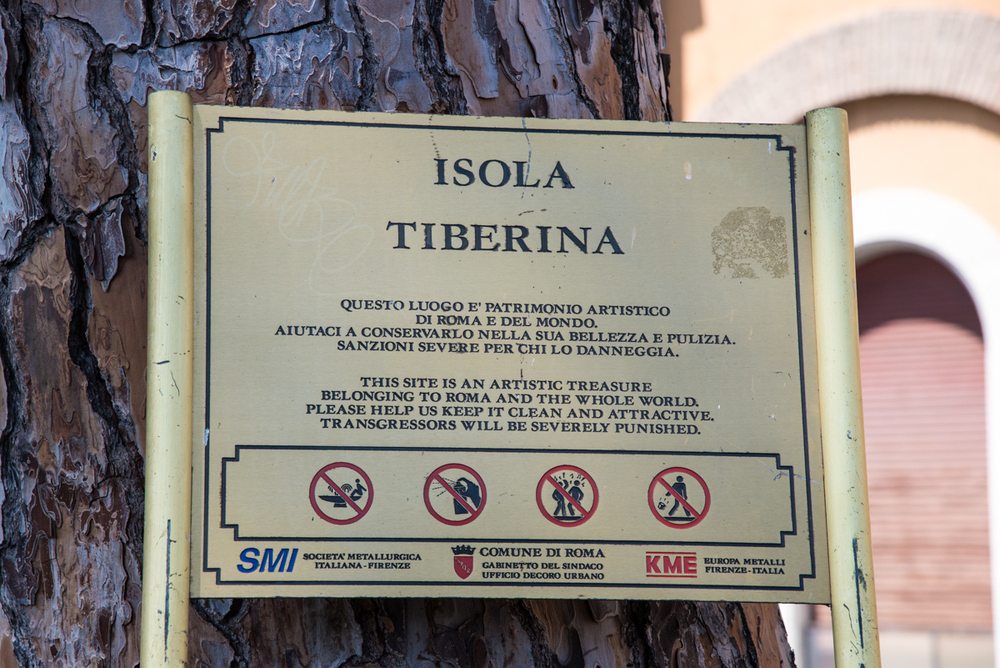 ISOLA
TIBERINA
QUESTO LUOGO E' PATRIMONIO ARTISTICO
DI ROMA E DEL MONDO.
AIUTACI A CONSERVARLO NELLA SUA BELLEZZA E PULIZIA.
SANZIONI SEVERE PER CHI LO DANNEGGIA.
THIS SITE IS AN ARTISTIC TREASURE
BELONGING TO ROMA AND THE WHOLE WORLD.
PLEASE HELP US KEEP IT CLEAN AND ATTRACTIVE.
TRANSGRESSORS WILL BE SEVERELY PUNISHED.
SMI SOCIETA' METALLURGICA
ITALIANA - FIRENZE
COMUNE DI ROMA
GABINETTO DEL SINDACO
UFFICIO DECORO URBANO
KME EUROPA METALLI
FIRENZE - ITALIA